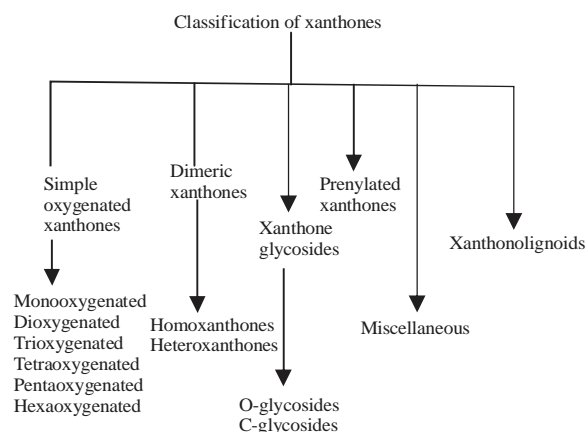 Classification of xanthones
Simple
oxygenated
xanthones
Monooxygenated
Dioxygenated
Trioxygenated
Tetraoxygenated
Pentaoxygenated
Hexaoxygenated
Dimeric
xanthones
Homoxanthones
Heteroxanthones
Xanthone
glycosides
O-glycosides
C-glycosides
Prenylated
xanthones
Miscellaneous
Xanthonolignoids